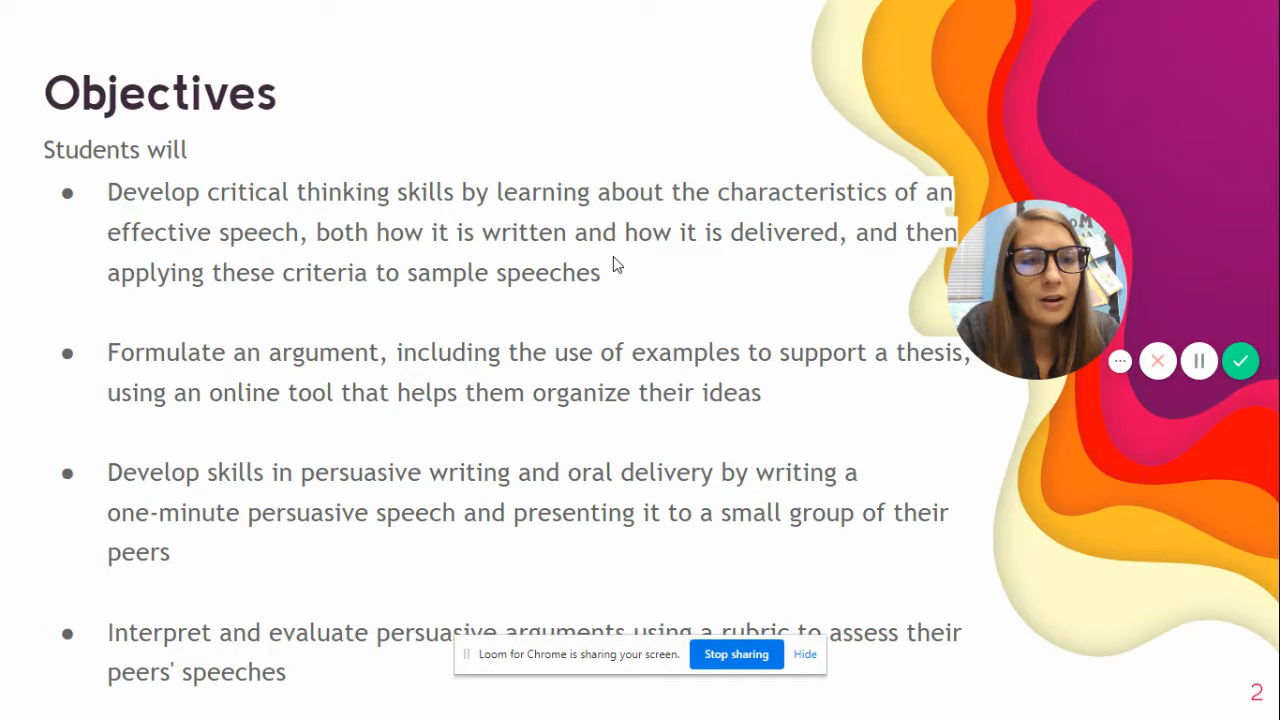 Objectives
Students will
● Develop critical thinking skills by learning about the characteristics of an
effective speech, both how it is written and how it is delivered, and then
applying these criteria to sample speeches
● Formulate an argument, including the use of examples to support a thesis,
using an online tool that helps them organize their ideas
● Develop skills in persuasive writing and oral delivery by writing a
one-minute persuasive speech and presenting it to a small group of their
peers
● Interpret and evaluate persuasive arguments using a rubric to assess their
Loom for Chrome is sharing your screen. Stop sharing Hide
peers' speeches
2